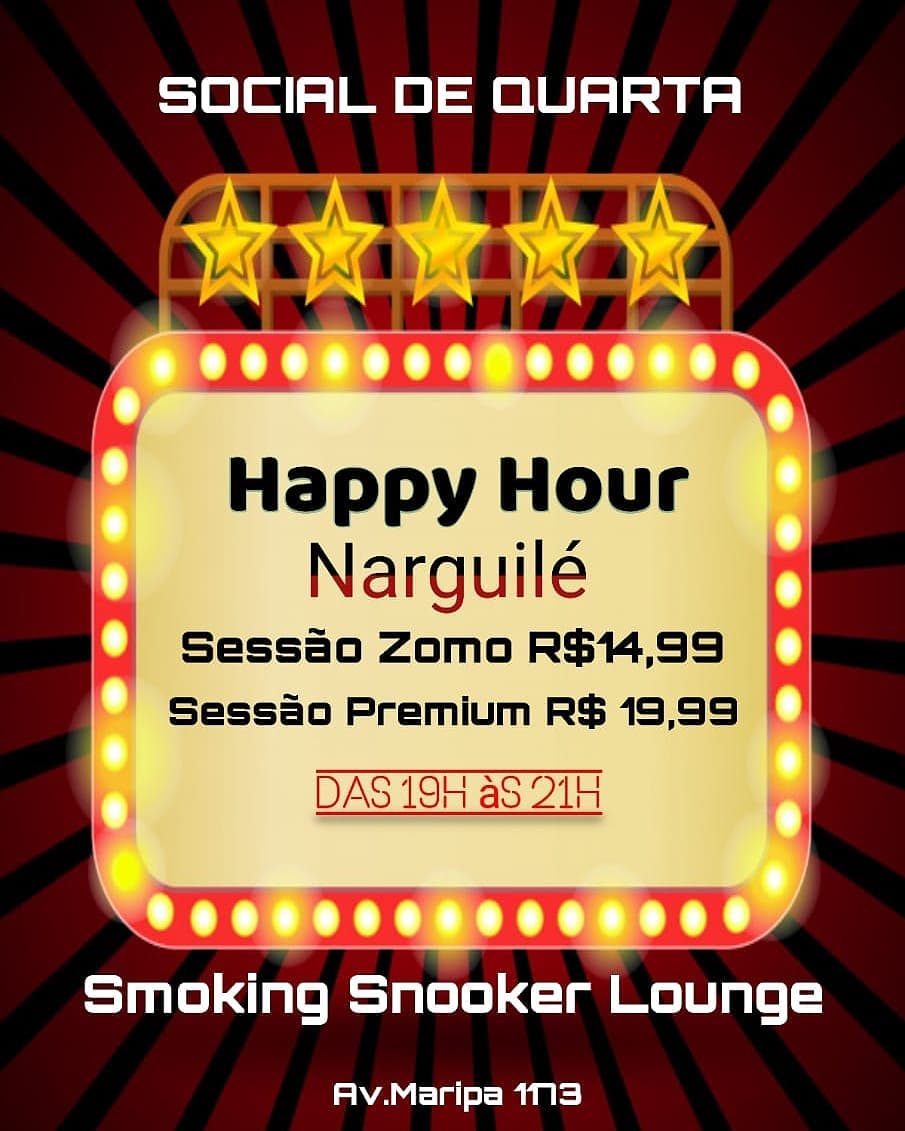 SOCIAL DE QUARTA
Happy Hour
Narguilé
Sessão Zomo R$14,99
Sessão Premium R$ 19,99
DAS 19H àS 21H
Smoking Snooker Lounge
Av.Maripa 1173